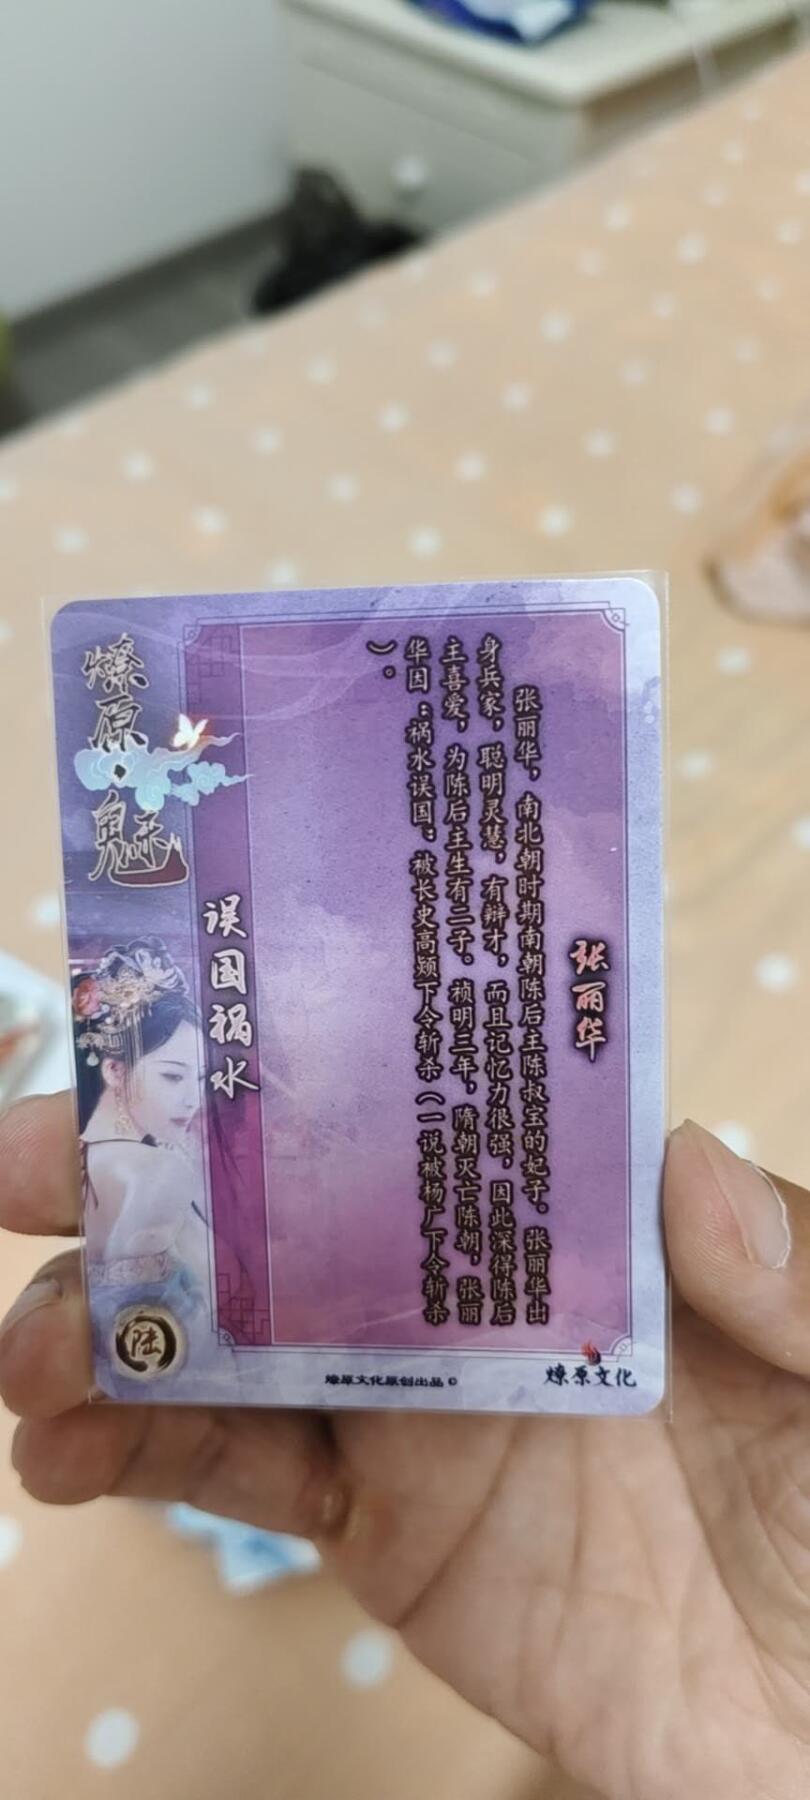 张丽华
张丽华，南北朝时期南朝陈后主陈叔宝的妃子。张丽华出
身兵家，聪明灵慧，有辩才，而且记忆力很强，因此深得陈后
主喜爱，为陈后主生有二子。祯明三年，隋朝灭亡陈朝，张丽
华因：祸水误国；被长史高颎下令斩杀（一说被杨广下令斩杀
）。
误国祸水
燎原·魅
陆
燎原文化原创出品 ©
燎原文化